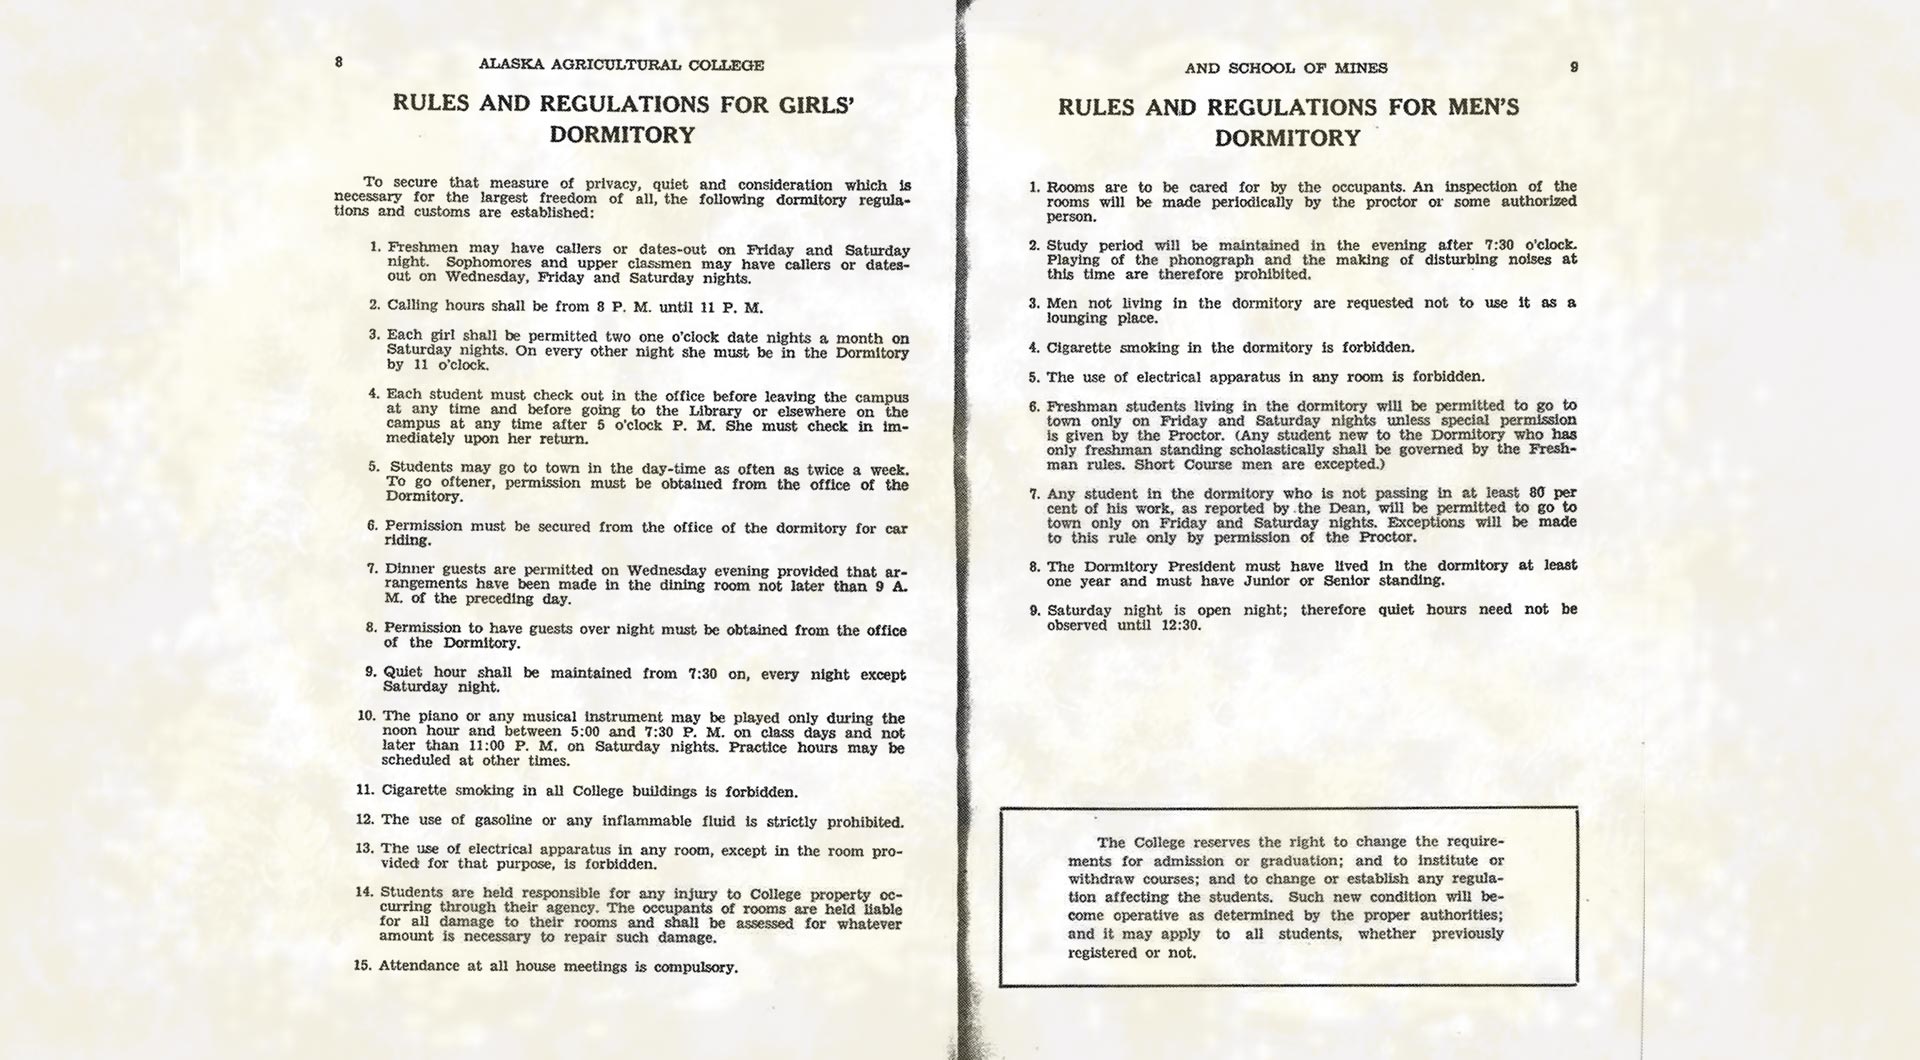 8
ALASKA AGRICULTURAL COLLEGE
RULES AND REGULATIONS FOR GIRLS'
DORMITORY
To secure that measure of privacy, quiet and consideration which is
necessary for the largest freedom of all, the following dormitory regula-
tions and customs are established:
1. Freshmen may have callers or dates-out on Friday and Saturday
night. Sophomores and upper classmen may have callers or dates-
out on Wednesday, Friday and Saturday nights.
2. Calling hours shall be from 8 P. M. until 11 P. M.
3. Each girl shall be permitted two one o'clock date nights a month on
Saturday nights. On every other night she must be in the Dormitory
by 11 o'clock.
4. Each student must check out in the office before leaving the campus
at any time and before going to the Library or elsewhere on the
campus at any time after 5 o'clock P. M. She must check in im-
mediately upon her return.
5. Students may go to town in the day-time as often as twice a week.
To go oftener, permission must be obtained from the office of the
Dormitory.
6. Permission must be secured from the office of the dormitory for car
riding.
7. Dinner guests are permitted on Wednesday evening provided that ar-
rangements have been made in the dining room not later than 9 A.
M. of the preceding day.
8. Permission to have guests over night must be obtained from the office
of the Dormitory.
9. Quiet hour shall be maintained from 7:30 on, every night except
Saturday night.
10. The piano or any musical instrument may be played only during the
noon hour and between 5:00 and 7:30 P. M. on class days and not
later than 11:00 P. M. on Saturday nights. Practice hours may be
scheduled at other times.
11. Cigarette smoking in all College buildings is forbidden.
12. The use of gasoline or any inflammable fluid is strictly prohibited.
13. The use of electrical apparatus in any room, except in the room pro-
vided for that purpose, is forbidden.
14. Students are held responsible for any injury to College property oc-
curring through their agency. The occupants of rooms are held liable
for all damage to their rooms and shall be assessed for whatever
amount is necessary to repair such damage.
15. Attendance at all house meetings is compulsory.
AND SCHOOL OF MINES
9
RULES AND REGULATIONS FOR MEN'S
DORMITORY
1. Rooms are to be cared for by the occupants. An inspection of the
rooms will be made periodically by the proctor or some authorized
person.
2. Study period will be maintained in the evening after 7:30 o'clock.
Playing of the phonograph and the making of disturbing noises at
this time are therefore prohibited.
3. Men not living in the dormitory are requested not to use it as a
lounging place.
4. Cigarette smoking in the dormitory is forbidden.
5. The use of electrical apparatus in any room is forbidden.
6. Freshman students living in the dormitory will be permitted to go to
town only on Friday and Saturday nights unless special permission
is given by the Proctor. (Any student new to the Dormitory who has
only freshman standing scholastically shall be governed by the Fresh-
man rules. Short Course men are excepted.)
7. Any student in the dormitory who is not passing in at least 80 per
cent of his work, as reported by the Dean, will be permitted to go to
town only on Friday and Saturday nights. Exceptions will be made
to this rule only by permission of the Proctor.
8. The Dormitory President must have lived in the dormitory at least
one year and must have Junior or Senior standing.
9. Saturday night is open night; therefore quiet hours need not be
observed until 12:30.
The College reserves the right to change the require-
ments for admission or graduation; and to institute or
withdraw courses; and to change or establish any regula-
tion affecting the students. Such new condition will be-
come operative as determined by the proper authorities;
and it may apply to all students, whether previously
registered or not.